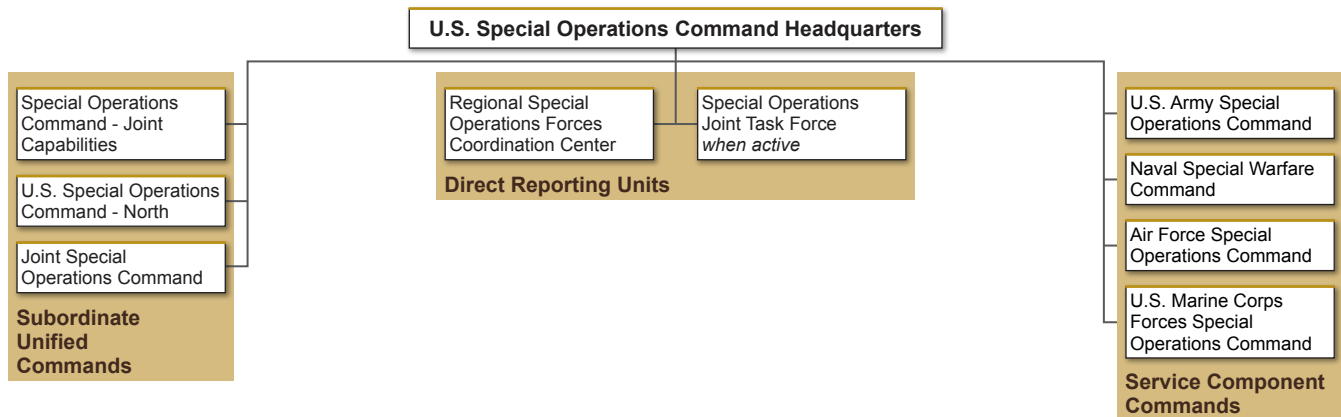 U.S. Special Operations Command Headquarters
Special Operations
Command - Joint
Capabilities
U.S. Special Operations
Command - North
Joint Special
Operations Command
Subordinate
Unified
Commands
Regional Special
Operations Forces
Coordination Center
Special Operations
Joint Task Force
when active
Direct Reporting Units
U.S. Army Special
Operations Command
Naval Special Warfare
Command
Air Force Special
Operations Command
U.S. Marine Corps
Forces Special
Operations Command
Service Component
Commands